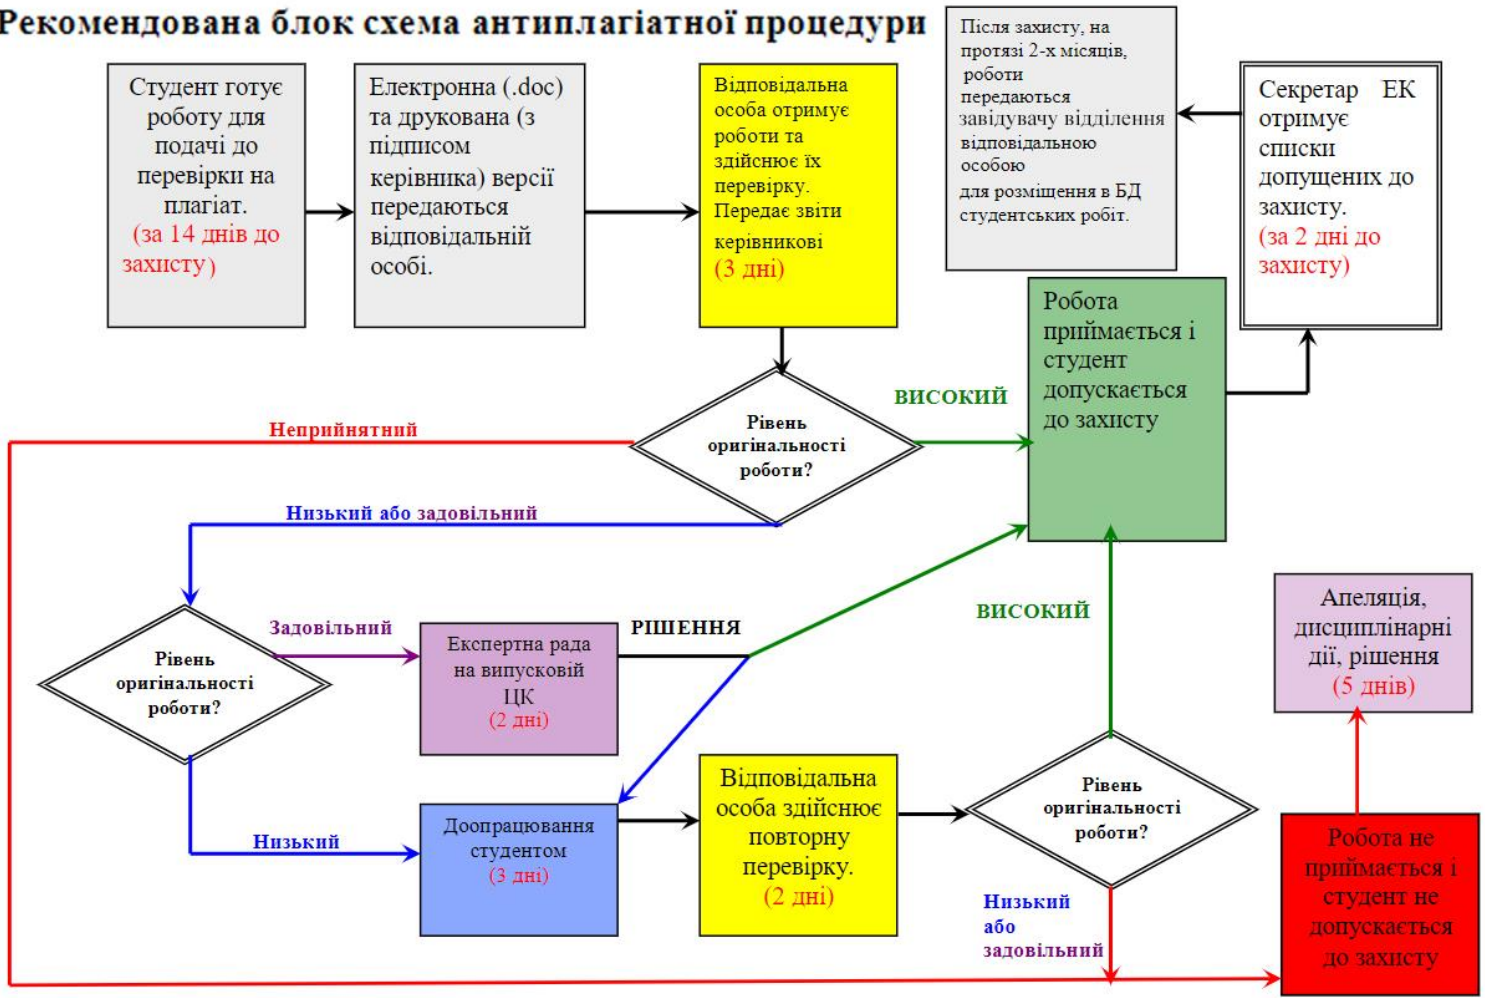 Рекомендована блок схема антиплагіатної процедури
Студент готує
роботу для
подачі до
перевірки на
плагіат.
(за 14 днів до
захисту)
Електронна (.doc)
та друкована (з
підписом
керівника) версії
передаються
відповідальній
особі.
Відповідальна
особа отримує
роботи та
здійснює їх
перевірку.
Передає звіти
керівникові
(3 дні)
Після захисту, на
протязі 2-х місяців,
роботи
передаються
завідувачу відділення
відповідальною
особою
для розміщення в БД
студентських робіт.
Секретар ЕК
отримує
списки
допущених до
захисту.
(за 2 дні до
захисту)
Робота
приймається і
студент
допускається
до захисту
ВИСОКИЙ
Рівень
оригінальності
роботи?
Неприйнятний
Низький або задовільний
Рівень
оригінальності
роботи?
Задовільний
Експертна рада
на випусковій
ЦК
(2 дні)
РІШЕННЯ
ВИСОКИЙ
Апеляція,
дисциплінарні
дії, рішення
(5 днів)
Низький
Доопрацювання
студентом
(3 дні)
Відповідальна
особа здійснює
повторну
перевірку.
(2 дні)
Рівень
оригінальності
роботи?
Низький
або
задовільний
Робота не
приймається і
студент не
допускається
до захисту